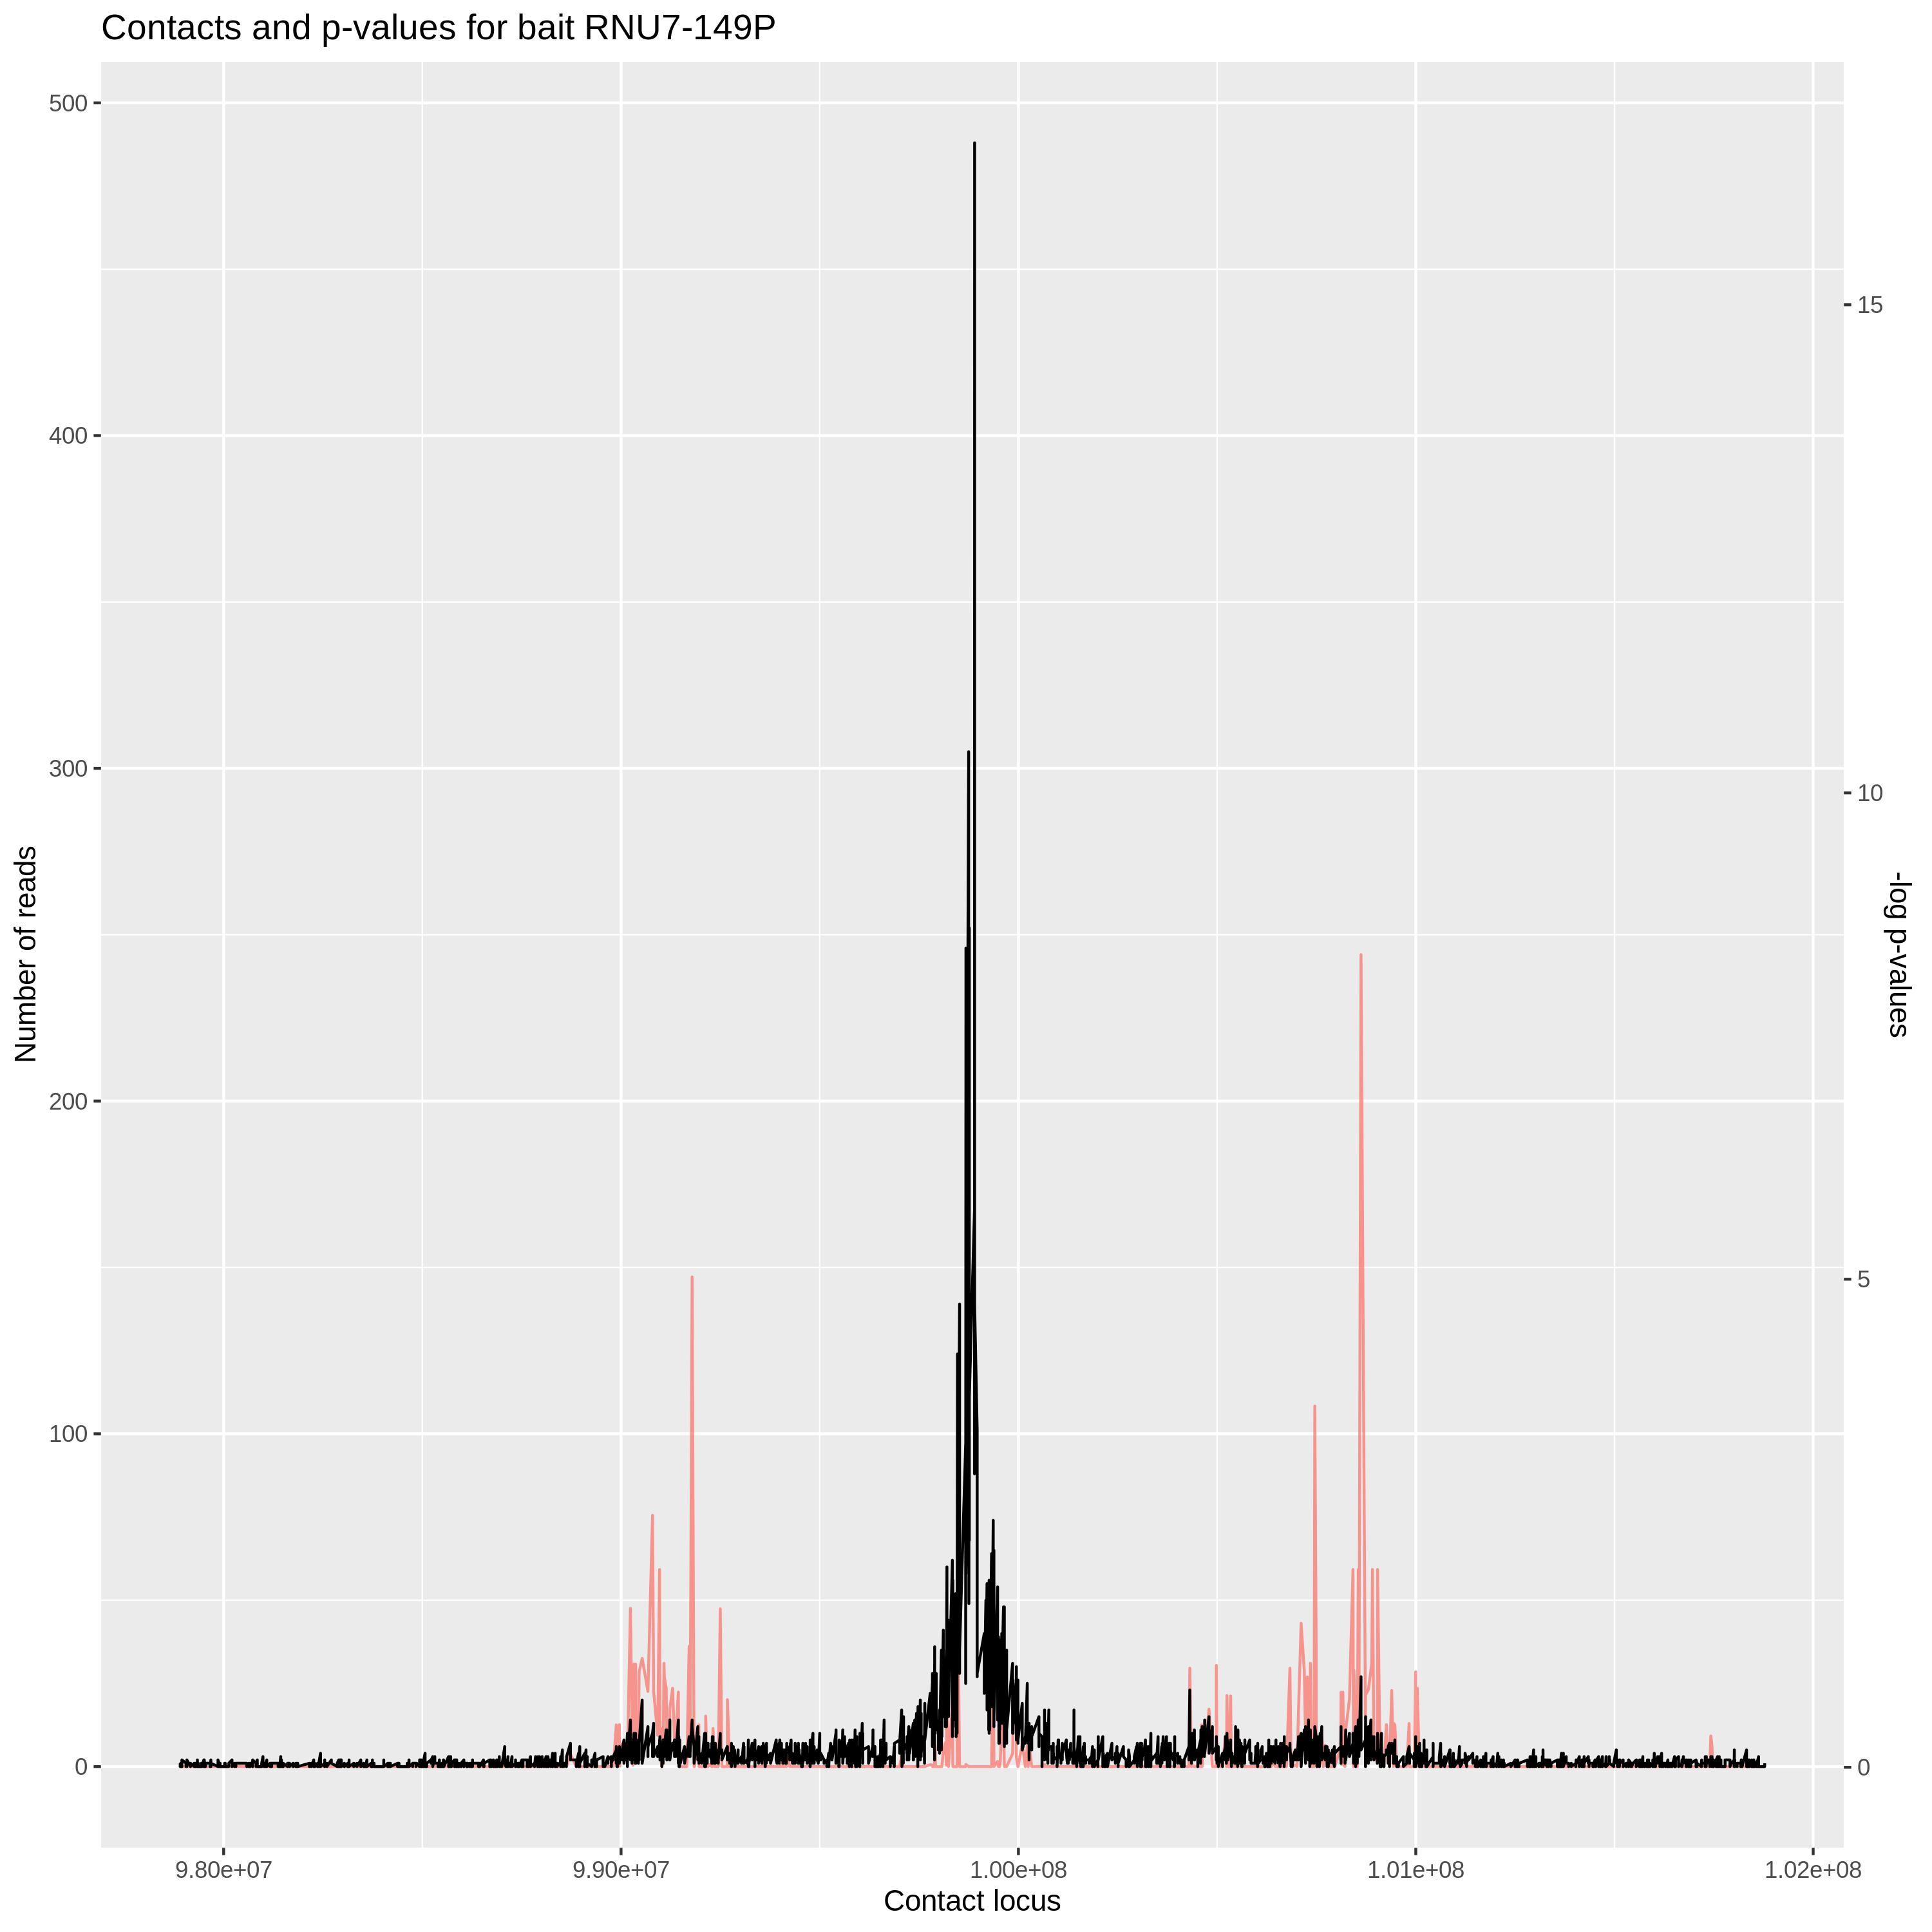 Contacts and p-values for bait RNU7-149P
500
400
300
200
100
0
Number of reads
15
10
5
0
-log p-values
9.80e+07
9.90e+07
1.00e+08
1.01e+08
1.02e+08
Contact locus